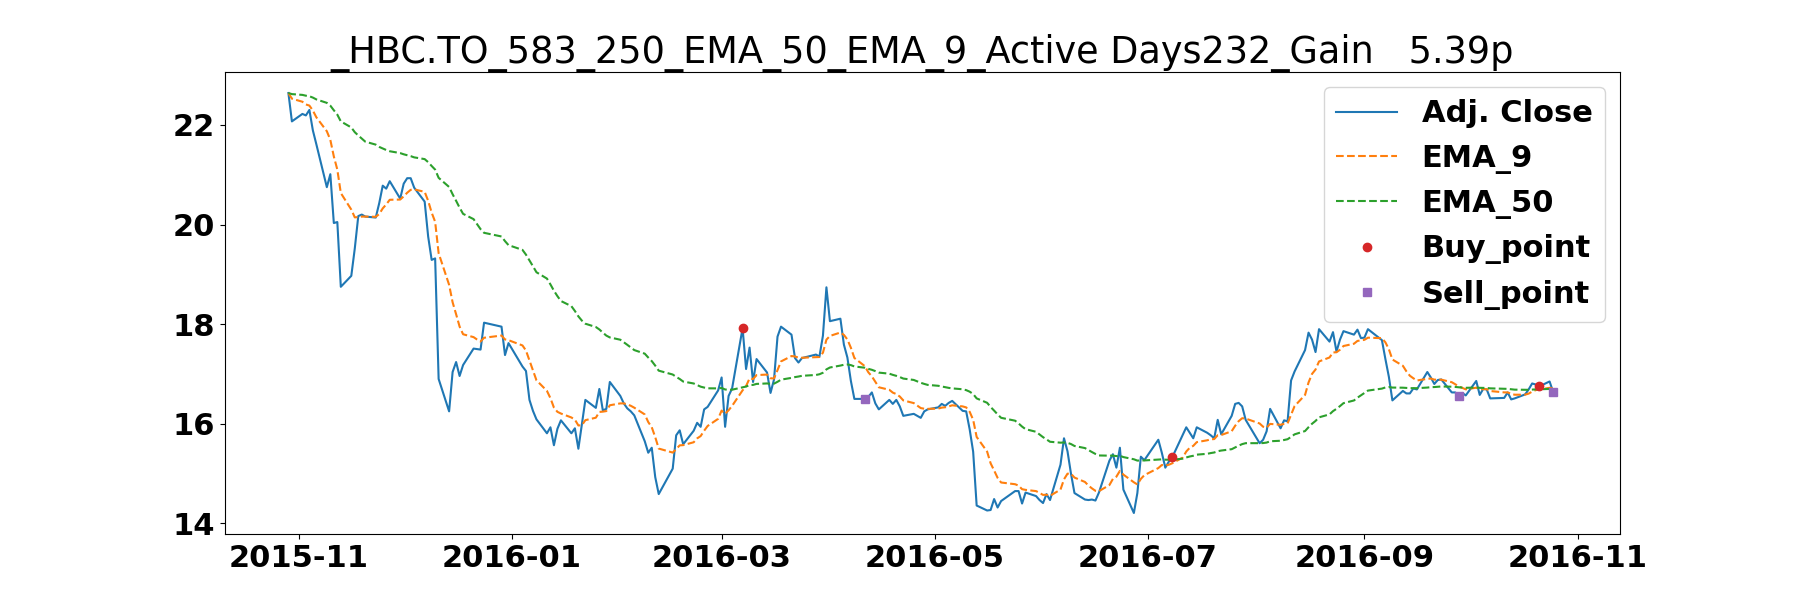 _HBC.TO_583_250_EMA_50_EMA_9_Active Days232_Gain   5.39p
Adj. Close
EMA_9
EMA_50
Buy_point
Sell_point
22
20
18
16
14
2015-11 2016-01 2016-03 2016-05 2016-07 2016-09 2016-11